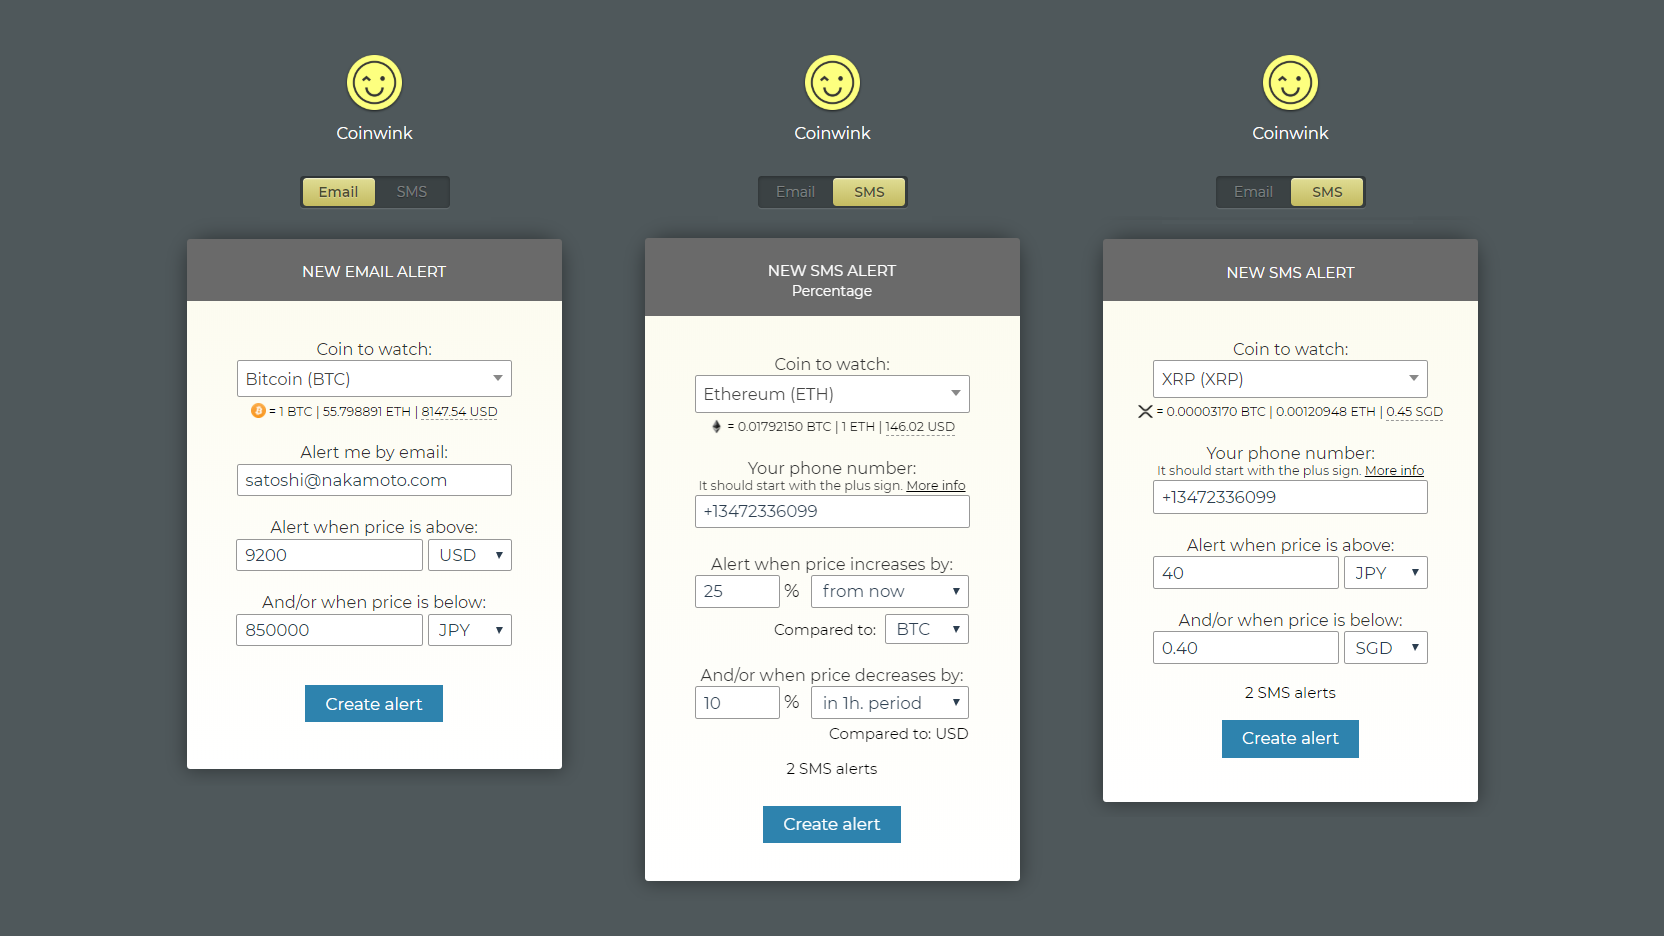 Coinwink
Email SMS
NEW EMAIL ALERT
Coin to watch:
Bitcoin (BTC)
= 1 BTC | 55.798891 ETH | 8147.54 USD
Alert me by email:
satoshi@nakamoto.com
Alert when price is above:
9200 USD
And/or when price is below:
850000 JPY
Create alert
Coinwink
Email SMS
NEW SMS ALERT
Percentage
Coin to watch:
Ethereum (ETH)
= 0.01792150 BTC | 1 ETH | 146.02 USD
Your phone number:
It should start with the plus sign. More info
+13472336099
Alert when price increases by:
25 % from now
Compared to: BTC
And/or when price decreases by:
10 % in 1h. period
Compared to: USD
2 SMS alerts
Create alert
Coinwink
Email SMS
NEW SMS ALERT
Coin to watch:
XRP (XRP)
= 0.00003170 BTC | 0.00120948 ETH | 0.45 SGD
Your phone number:
It should start with the plus sign. More info
+13472336099
Alert when price is above:
40 JPY
And/or when price is below:
0.40 SGD
2 SMS alerts
Create alert